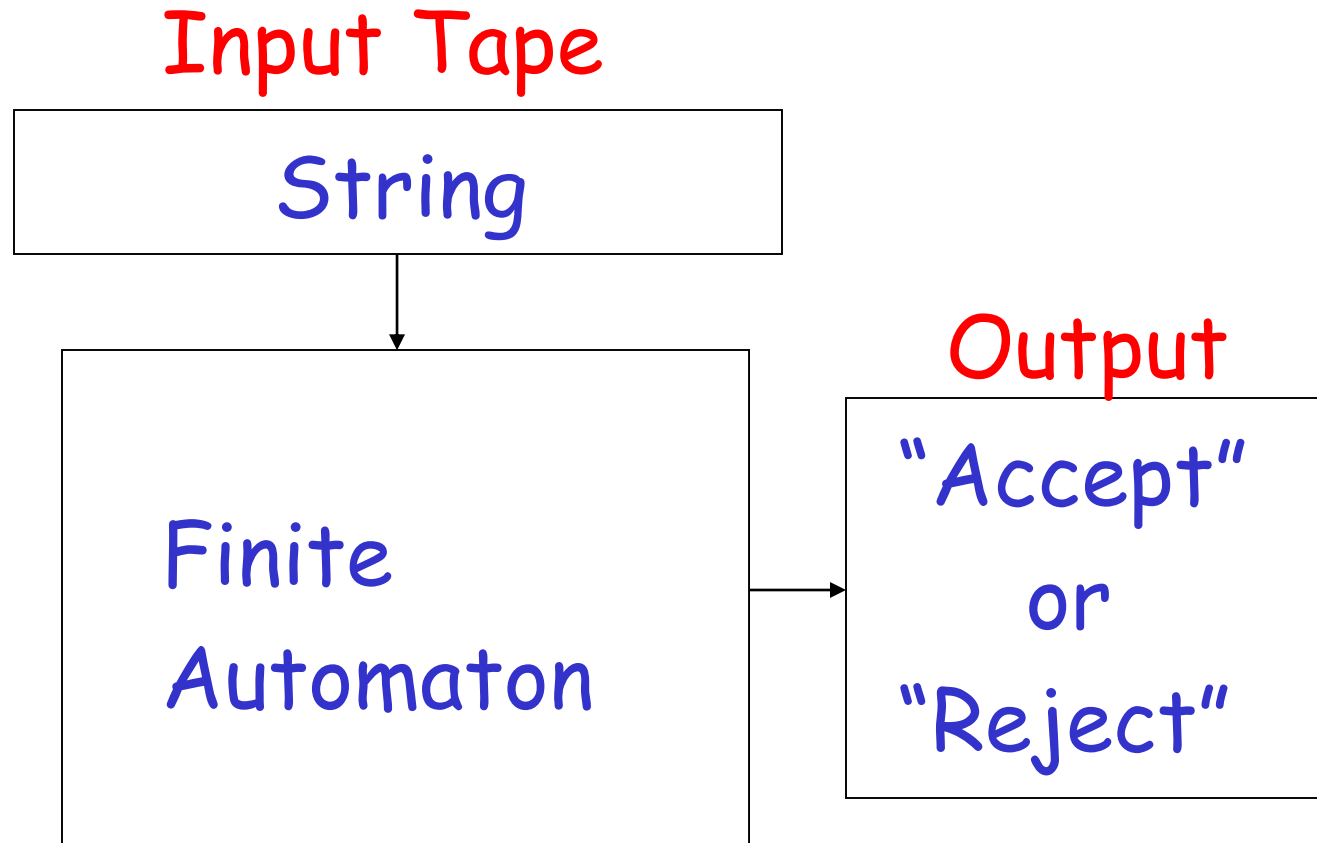 Input Tape
String
Output
“Accept”
or
“Reject”
Finite
Automaton